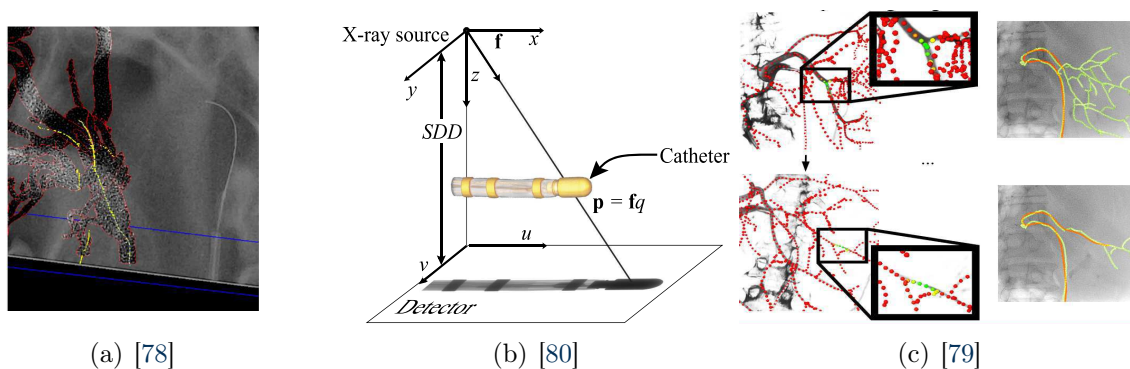 X-ray source
f
x
y
z
SDD
Catheter
p = fq
u
v
Detector
...
(a) [78]
(b) [80]
(c) [79]